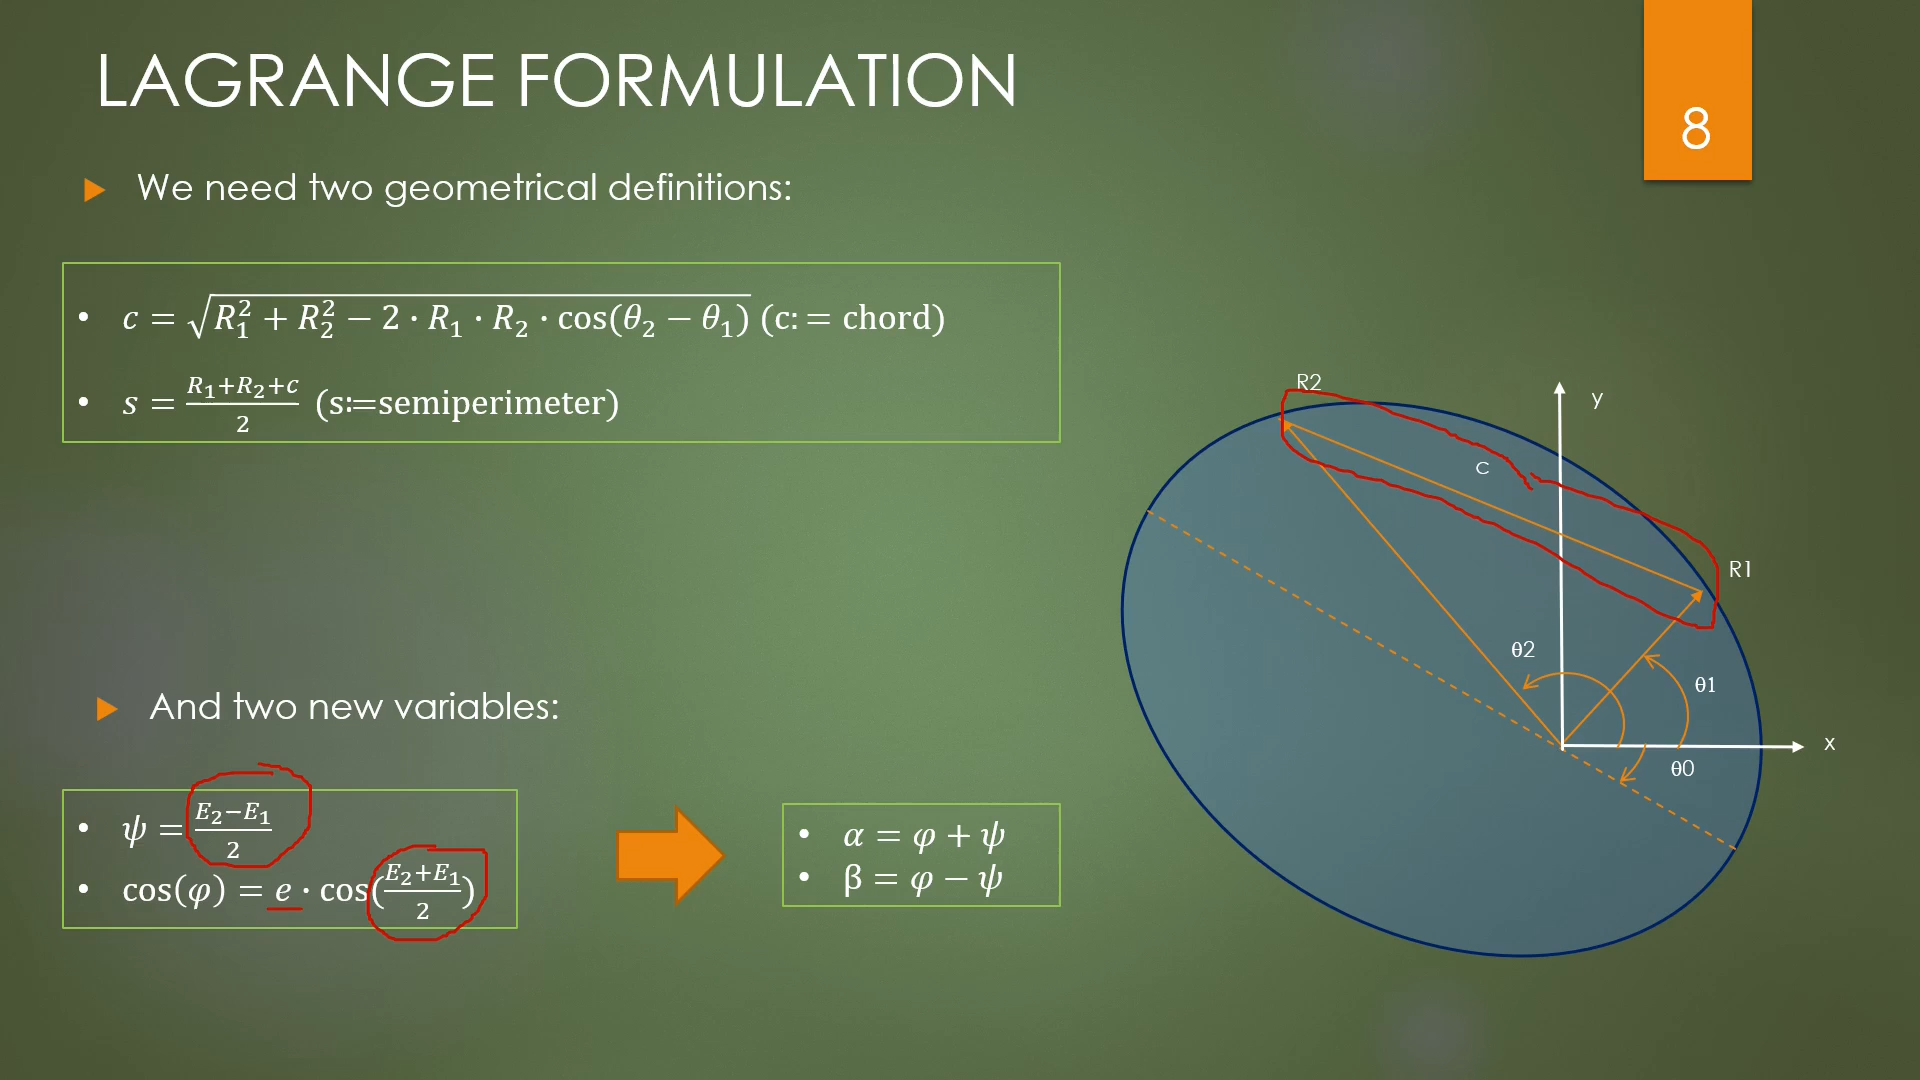 LAGRANGE FORMULATION
8
We need two geometrical definitions:
• c = √(R₁² + R₂² − 2 · R₁ · R₂ · cos(θ₂ − θ₁)) (c: = chord)
• s = (R₁+R₂+c)/2 (s≔semiperimeter)
R2
y
C
R1
θ2
θ1
x
θ0
And two new variables:
• ψ = (E₂−E₁)/2
• cos(φ) = e · cos((E₂+E₁)/2)
• α = φ + ψ
• β = φ − ψ